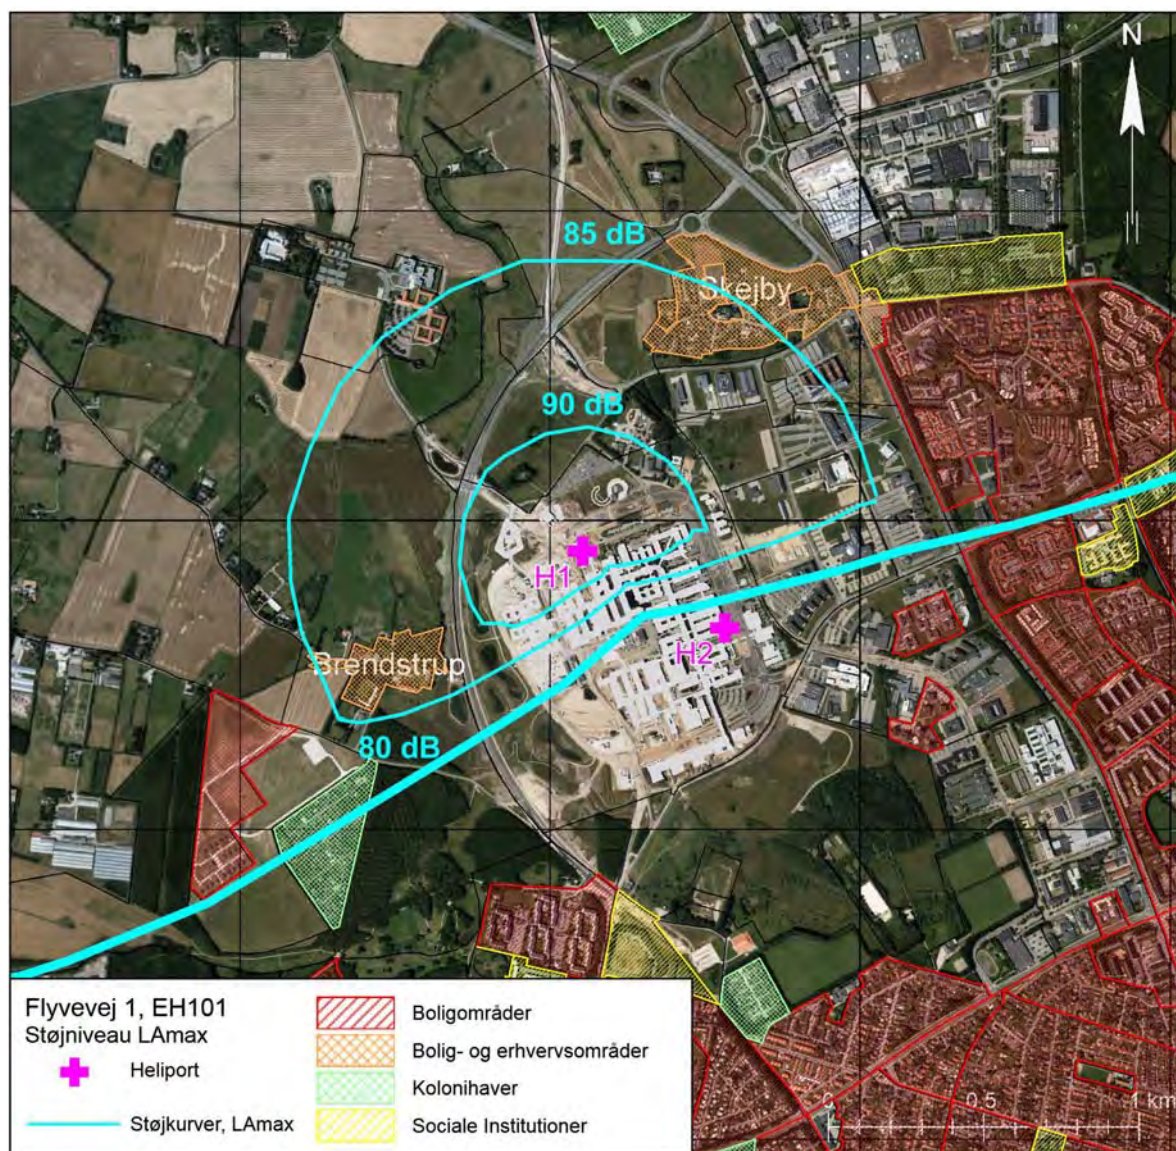 N
85 dB
Skejby
90 dB
H1
H2
Brendstrup
80 dB
Flyvevej 1, EH101
Støjniveau LAmax
Heliport
Støjkurver, LAmax
Boligområder
Bolig- og erhvervsområder
Kolonihaver
Sociale Institutioner
0 0.5 1 km